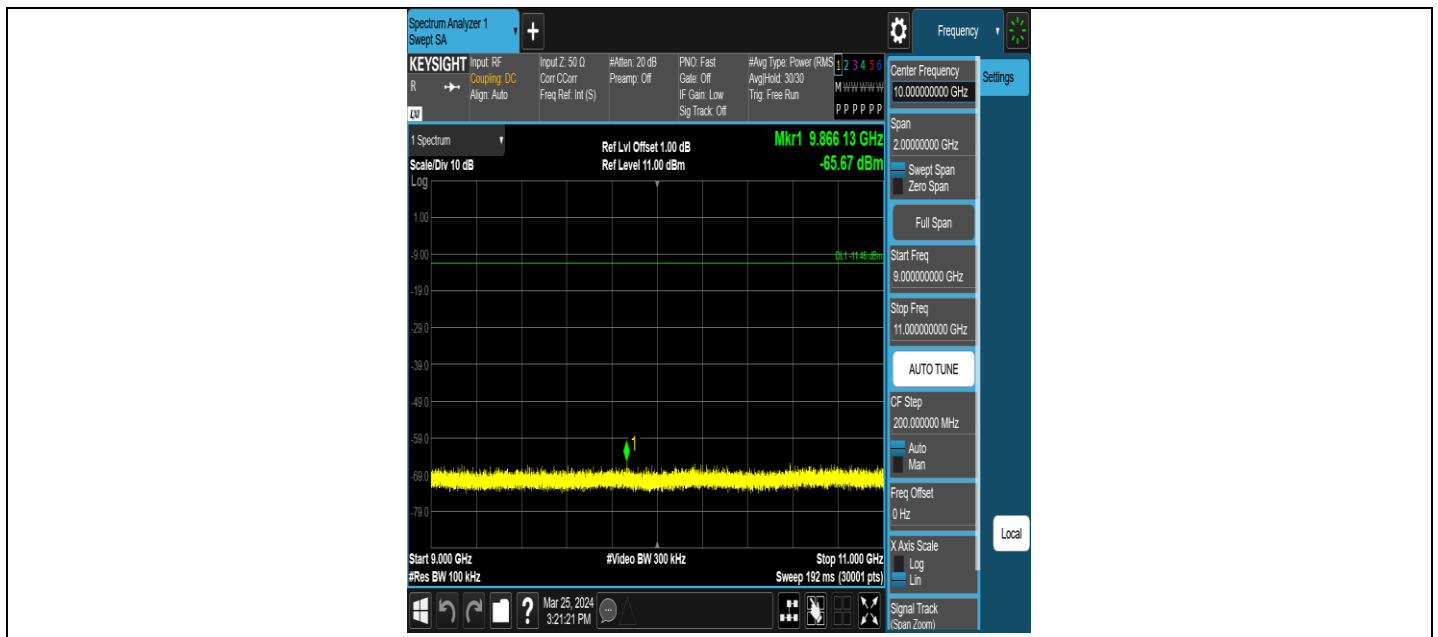 Spectrum Analyzer 1
Swept SA
+
Frequency
KEYSIGHT
R
LXI
Input: RF
Coupling: DC
Align: Auto
Input Z: 50 Ω
Corr CCorr
Freq Ref: Int (S)
#Atten: 20 dB
Preamp: Off
PNO: Fast
Gate: Off
IF Gain: Low
Sig Track: Off
#Avg Type: Power (RMS
Avg|Hold: 30/30
Trig: Free Run
1 2 3 4 5 6
M W W W W W
P P P P P P
1 Spectrum
Scale/Div 10 dB
Log
Ref Lvl Offset 1.00 dB
Ref Level 11.00 dBm
Mkr1 9.866 13 GHz
-65.67 dBm
1.00
-9.00
DL1 -11.46 dBm
-19.0
-29.0
-39.0
-49.0
-59.0
1
-69.0
-79.0
Start 9.000 GHz
#Video BW 300 kHz
Stop 11.000 GHz
#Res BW 100 kHz
Sweep 192 ms (30001 pts)
Center Frequency
10.000000000 GHz
Settings
Span
2.00000000 GHz
Swept Span
Zero Span
Full Span
Start Freq
9.000000000 GHz
Stop Freq
11.000000000 GHz
AUTO TUNE
CF Step
200.000000 MHz
Auto
Man
Freq Offset
0 Hz
X Axis Scale
Log
Lin
Signal Track
(Span Zoom)
Local
?
Mar 25, 2024
3:21:21 PM